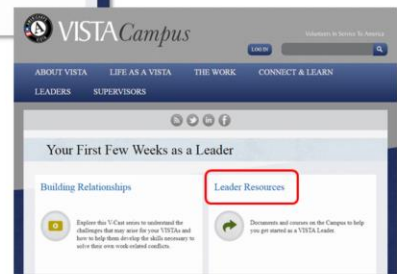 VISTA Campus
Volunteers In Service To America
LOG IN
ABOUT VISTA LIFE AS A VISTA THE WORK CONNECT & LEARN
LEADERS SUPERVISORS
Your First Few Weeks as a Leader
Building Relationships
Explore this V-Cast series to understand the
challenges that may arise for your VISTAs and
how to help them develop the skills necessary to
solve their own work-related conflicts.
Leader Resources
Documents and courses on the Campus to help
you get started as a VISTA Leader.